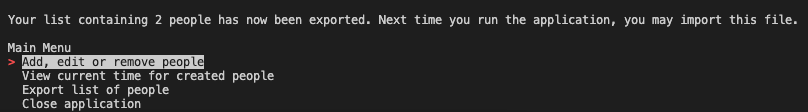 Your list containing 2 people has now been exported. Next time you run the application, you may import this file.
Main Menu
> Add, edit or remove people
View current time for created people
Export list of people
Close application